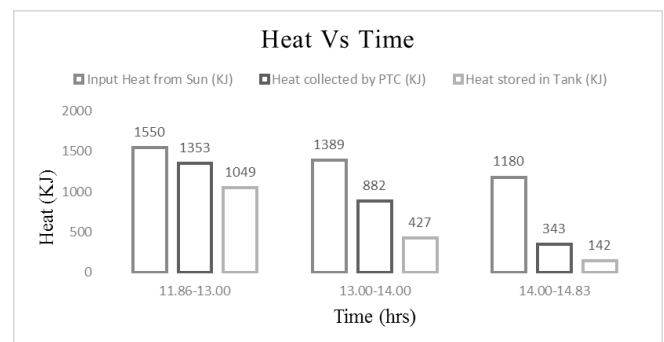 Heat Vs Time
Input Heat from Sun (KJ) Heat collected by PTC (KJ) Heat stored in Tank (KJ)
2000
1500
1000
500
0
Heat (KJ)
1550 1353 1049
1389 882 427
1180 343 142
11.86-13.00 13.00-14.00 14.00-14.83
Time (hrs)